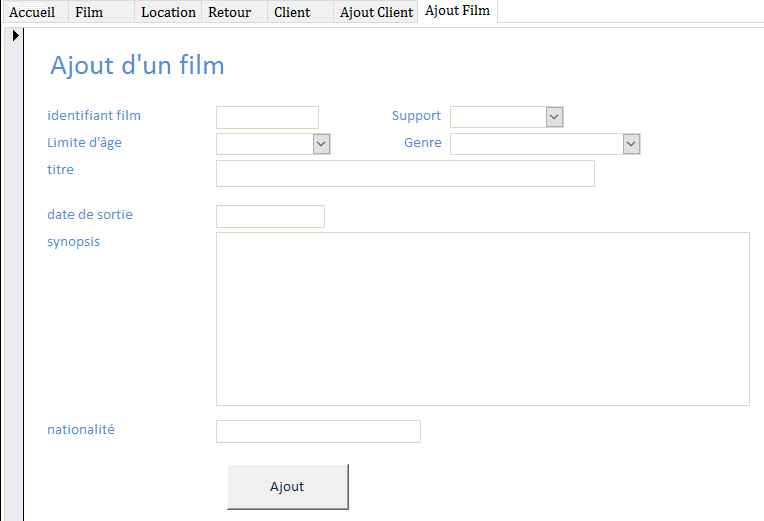 Accueil Film Location Retour Client Ajout Client Ajout Film
Ajout d'un film
identifiant film Support
Limite d'âge Genre
titre
date de sortie
synopsis
nationalité
Ajout